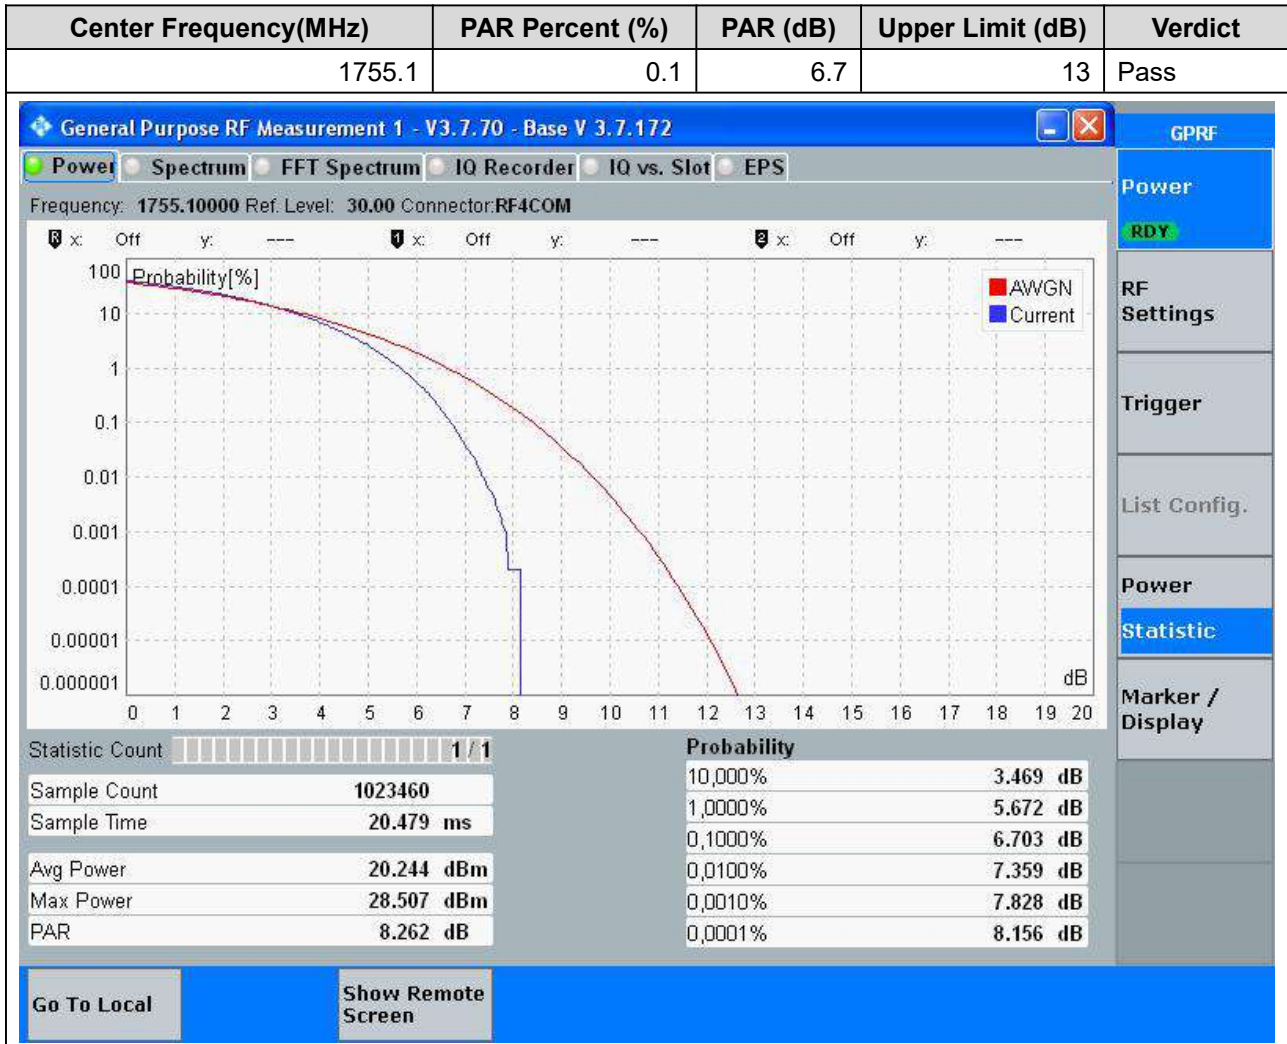 Center Frequency(MHz) PAR Percent (%) PAR (dB) Upper Limit (dB) Verdict
1755.1 0.1 6.7 13 Pass
General Purpose RF Measurement 1 - V3.7.70 - Base V 3.7.172
GPRF
Power Spectrum FFT Spectrum IQ Recorder IQ vs. Slot EPS
Frequency: 1755.10000 Ref. Level: 30.00 Connector:RF4COM
R x: Off y: --- 1 x: Off y: --- 2 x: Off y: ---
Probability[%]
100
10
1
0.1
0.01
0.001
0.0001
0.00001
0.000001
AWGN
Current
dB
0 1 2 3 4 5 6 7 8 9 10 11 12 13 14 15 16 17 18 19 20
Statistic Count 1 / 1
Sample Count 1023460
Sample Time 20.479 ms
Avg Power 20.244 dBm
Max Power 28.507 dBm
PAR 8.262 dB
Probability
10,000% 3.469 dB
1,0000% 5.672 dB
0,1000% 6.703 dB
0,0100% 7.359 dB
0,0010% 7.828 dB
0,0001% 8.156 dB
Power
RDY
RF
Settings
Trigger
List Config.
Power
Statistic
Marker /
Display
Go To Local
Show Remote
Screen